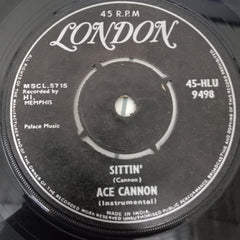 45 R.P.M
LONDON
MSCL.5715
Recorded by
HI,
MEMPHIS
45-HLU
9498
Palace Music
SITTIN'
(Cannon)
ACE CANNON
(Instrumental)
MADE IN INDIA